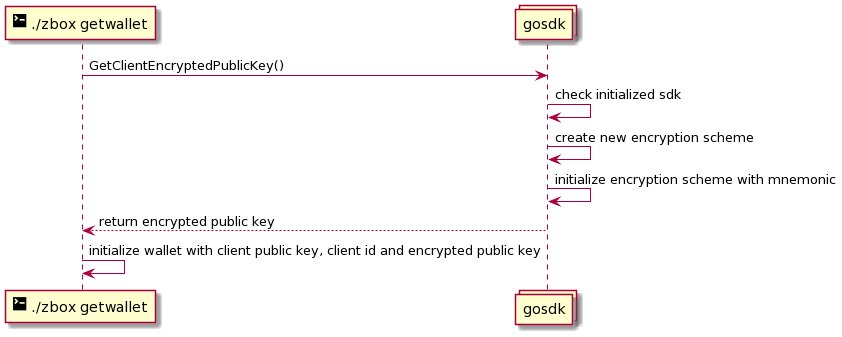 ./zbox getwallet
gosdk
GetClientEncryptedPublicKey()
check initialized sdk
create new encryption scheme
initialize encryption scheme with mnemonic
return encrypted public key
initialize wallet with client public key, client id and encrypted public key
./zbox getwallet
gosdk